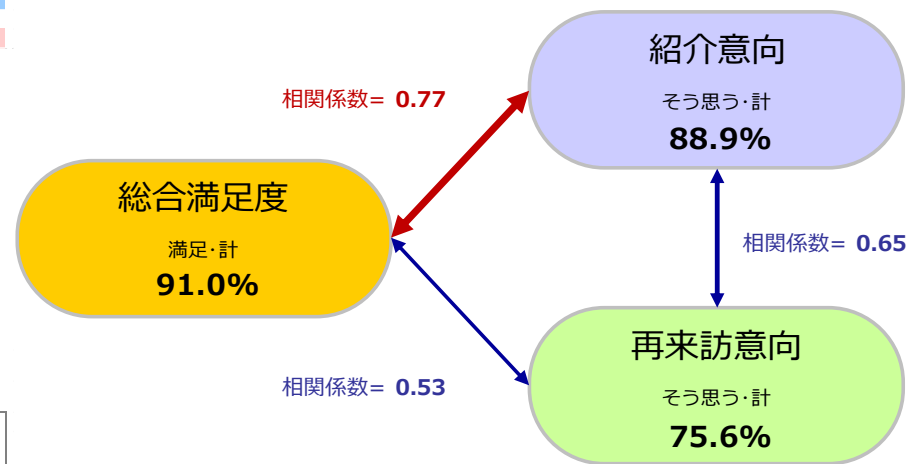 紹介意向
そう思う･計
88.9%
相関係数= 0.77
総合満足度
満足･計
91.0%
相関係数= 0.65
相関係数= 0.53
再来訪意向
そう思う･計
75.6%